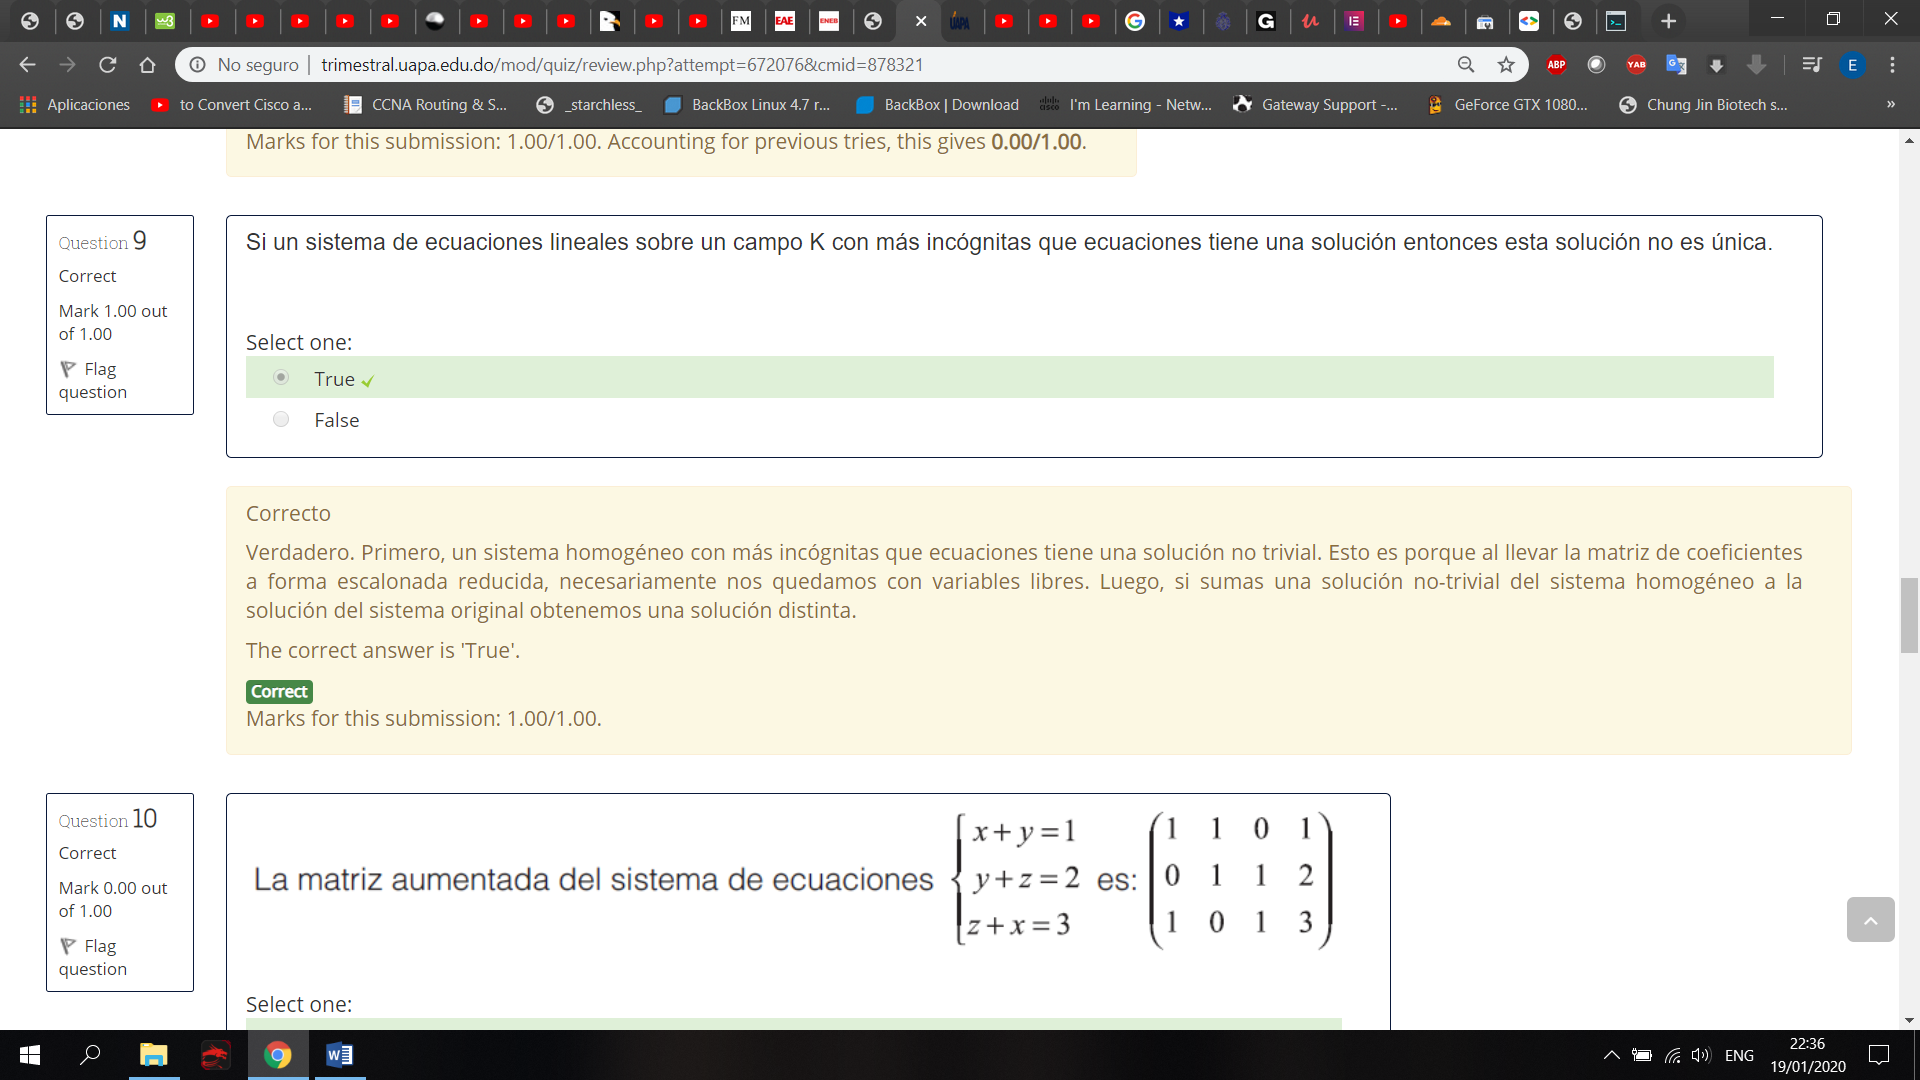 FM
EAE
ENEB
UAPA
No seguro | trimestral.uapa.edu.do/mod/quiz/review.php?attempt=672076&cmid=878321
ABP
YAB
E
Aplicaciones
to Convert Cisco a...
CCNA Routing & S...
_starchless_
BackBox Linux 4.7 r...
BackBox | Download
I'm Learning - Netw...
Gateway Support -...
GeForce GTX 1080...
Chung Jin Biotech s...
»
Marks for this submission: 1.00/1.00. Accounting for previous tries, this gives 0.00/1.00.
Question 9
Correct
Mark 1.00 out
of 1.00
Flag
question
Si un sistema de ecuaciones lineales sobre un campo K con más incógnitas que ecuaciones tiene una solución entonces esta solución no es única.
Select one:
True
False
Correcto
Verdadero. Primero, un sistema homogéneo con más incógnitas que ecuaciones tiene una solución no trivial. Esto es porque al llevar la matriz de coeficientes
a forma escalonada reducida, necesariamente nos quedamos con variables libres. Luego, si sumas una solución no-trivial del sistema homogéneo a la
solución del sistema original obtenemos una solución distinta.
The correct answer is 'True'.
Correct
Marks for this submission: 1.00/1.00.
Question 10
Correct
Mark 0.00 out
of 1.00
Flag
question
La matriz aumentada del sistema de ecuaciones
x + y = 1
y + z = 2
z + x = 3
es:
1 1 0 1
0 1 1 2
1 0 1 3
Select one:
ENG
22:36
19/01/2020